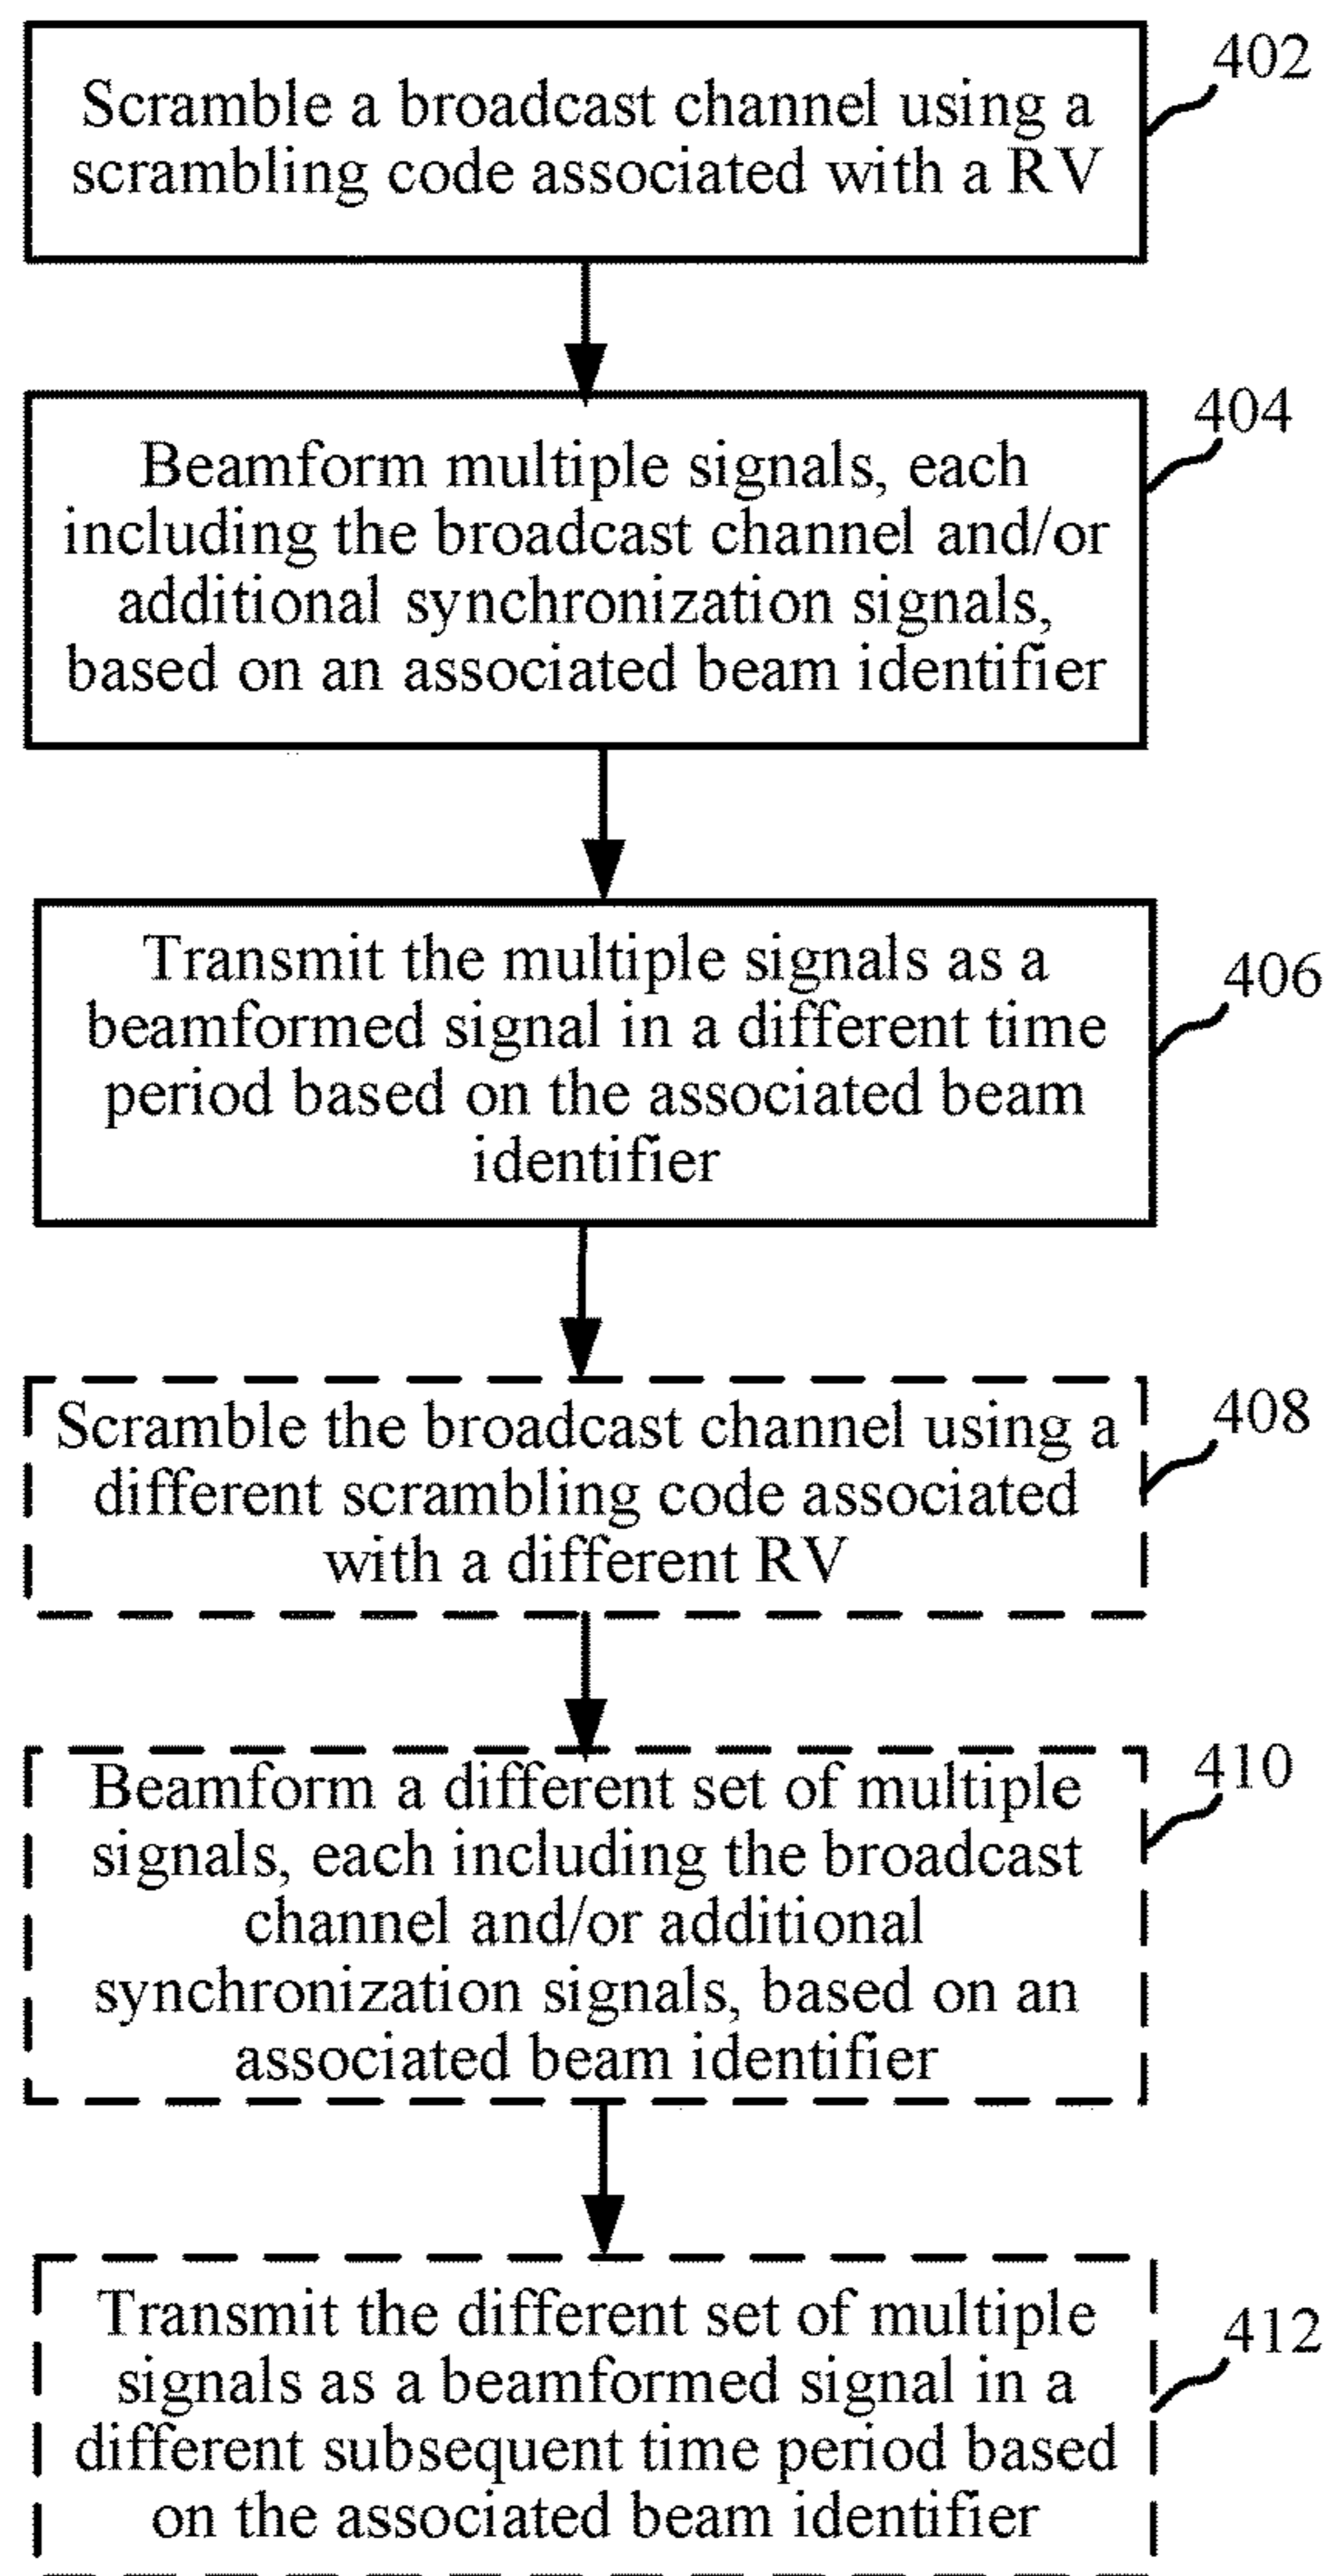 Scramble a broadcast channel using a
scrambling code associated with a RV
402
Beamform multiple signals, each
including the broadcast channel and/or
additional synchronization signals,
based on an associated beam identifier
404
Transmit the multiple signals as a
beamformed signal in a different time
period based on the associated beam
identifier
406
Scramble the broadcast channel using a
different scrambling code associated
with a different RV
408
Beamform a different set of multiple
signals, each including the broadcast
channel and/or additional
synchronization signals, based on an
associated beam identifier
410
Transmit the different set of multiple
signals as a beamformed signal in a
different subsequent time period based
on the associated beam identifier
412